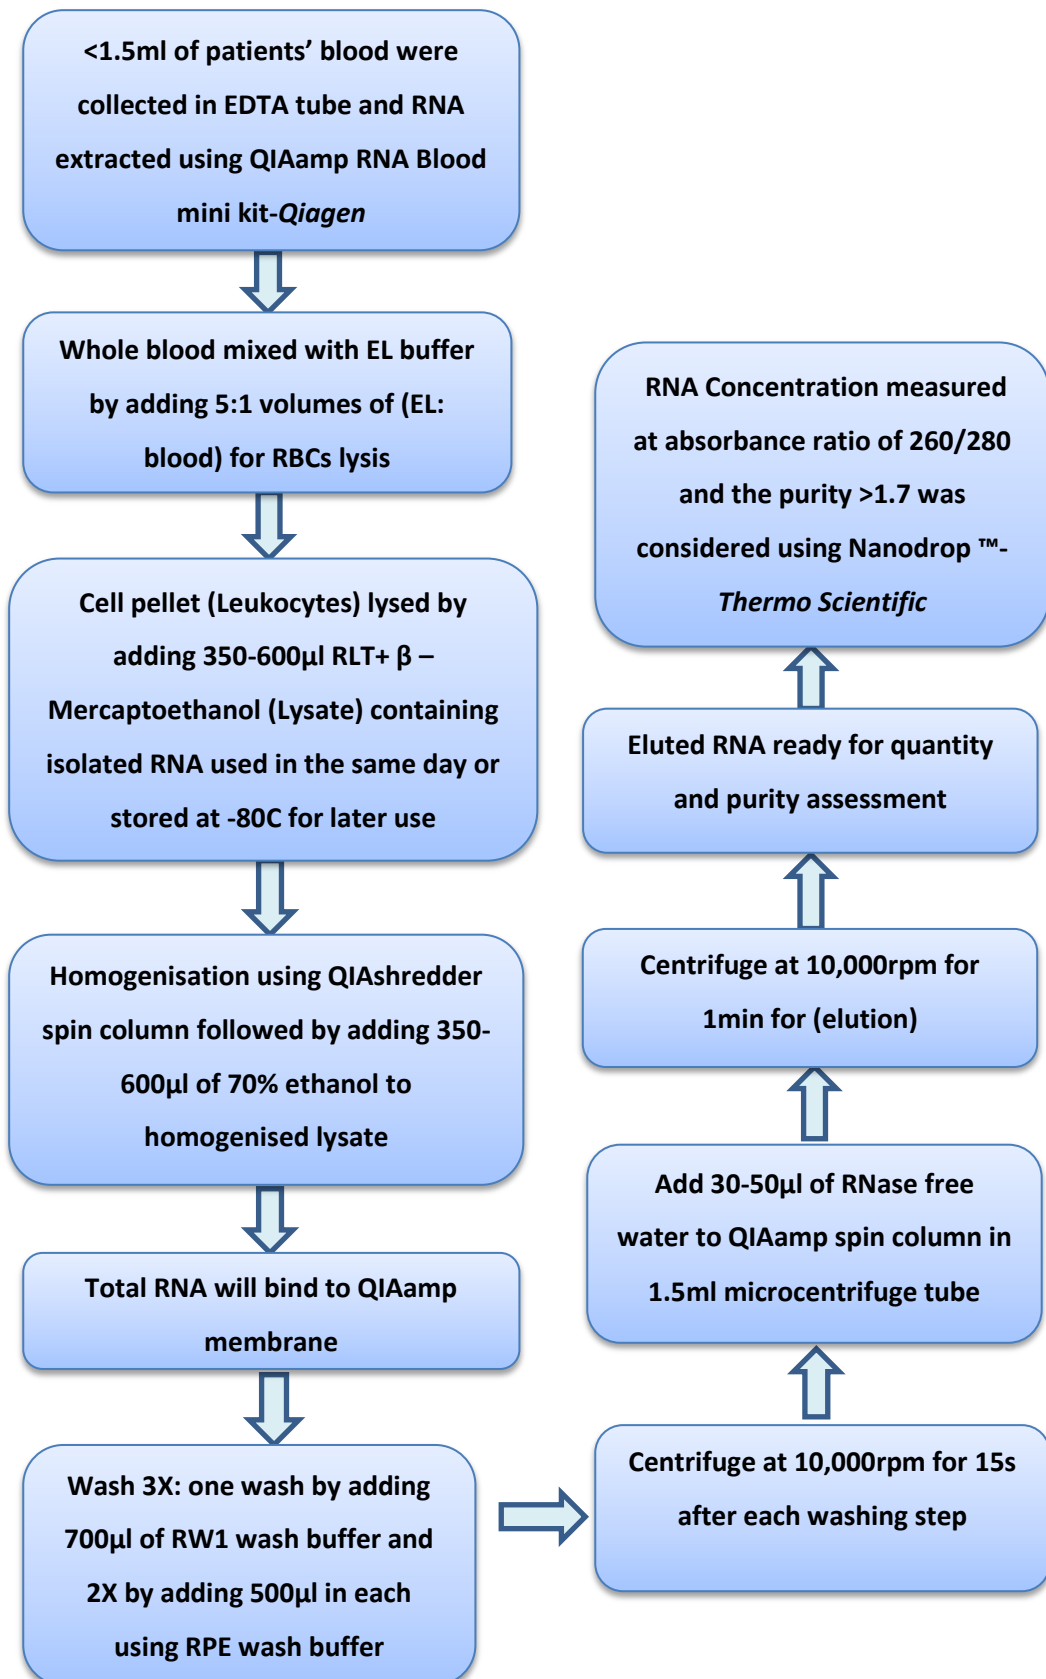 <1.5ml of patients’ blood were
collected in EDTA tube and RNA
extracted using QIAamp RNA Blood
mini kit-Qiagen
Whole blood mixed with EL buffer
by adding 5:1 volumes of (EL:
blood) for RBCs lysis
Cell pellet (Leukocytes) lysed by
adding 350-600µl RLT+ β –
Mercaptoethanol (Lysate) containing
isolated RNA used in the same day or
stored at -80C for later use
Homogenisation using QIAshredder
spin column followed by adding 350-
600µl of 70% ethanol to
homogenised lysate
Total RNA will bind to QIAamp
membrane
Wash 3X: one wash by adding
700µl of RW1 wash buffer and
2X by adding 500µl in each
using RPE wash buffer
Centrifuge at 10,000rpm for 15s
after each washing step
Add 30-50µl of RNase free
water to QIAamp spin column in
1.5ml microcentrifuge tube
Centrifuge at 10,000rpm for
1min for (elution)
Eluted RNA ready for quantity
and purity assessment
RNA Concentration measured
at absorbance ratio of 260/280
and the purity >1.7 was
considered using Nanodrop ™-
Thermo Scientific